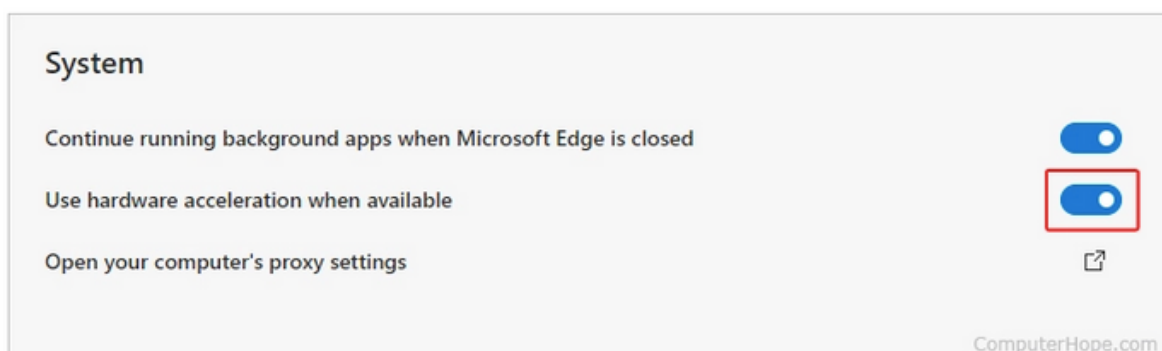 System
Continue running background apps when Microsoft Edge is closed
Use hardware acceleration when available
Open your computer's proxy settings
ComputerHope.com